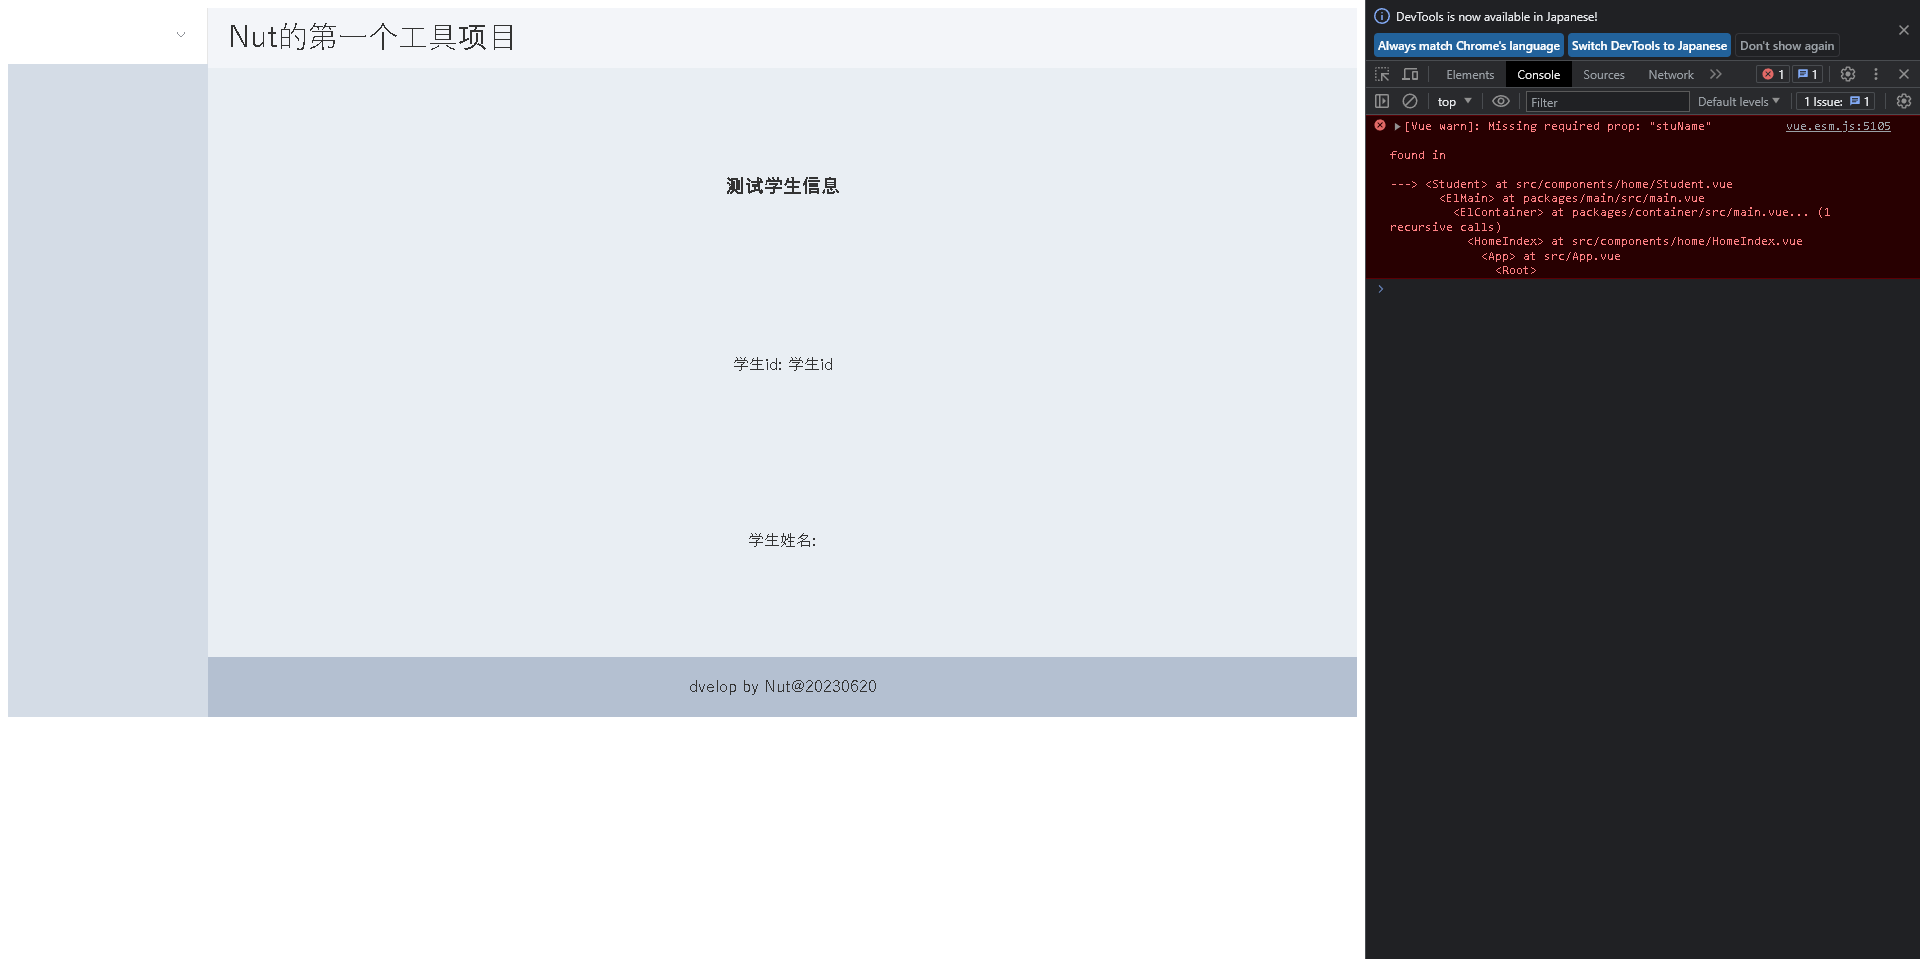 Nut的第一个工具项目
测试学生信息
学生id: 学生id
学生姓名:
dvelop by Nut@20230620
DevTools is now available in Japanese!
Always match Chrome's language Switch DevTools to Japanese Don't show again
Elements Console Sources Network 1 1
top Filter Default levels 1 Issue: 1
[Vue warn]: Missing required prop: "stuName" vue.esm.js:5105
found in
---> <Student> at src/components/home/Student.vue
<ElMain> at packages/main/src/main.vue
<ElContainer> at packages/container/src/main.vue... (1
recursive calls)
<HomeIndex> at src/components/home/HomeIndex.vue
<App> at src/App.vue
<Root>